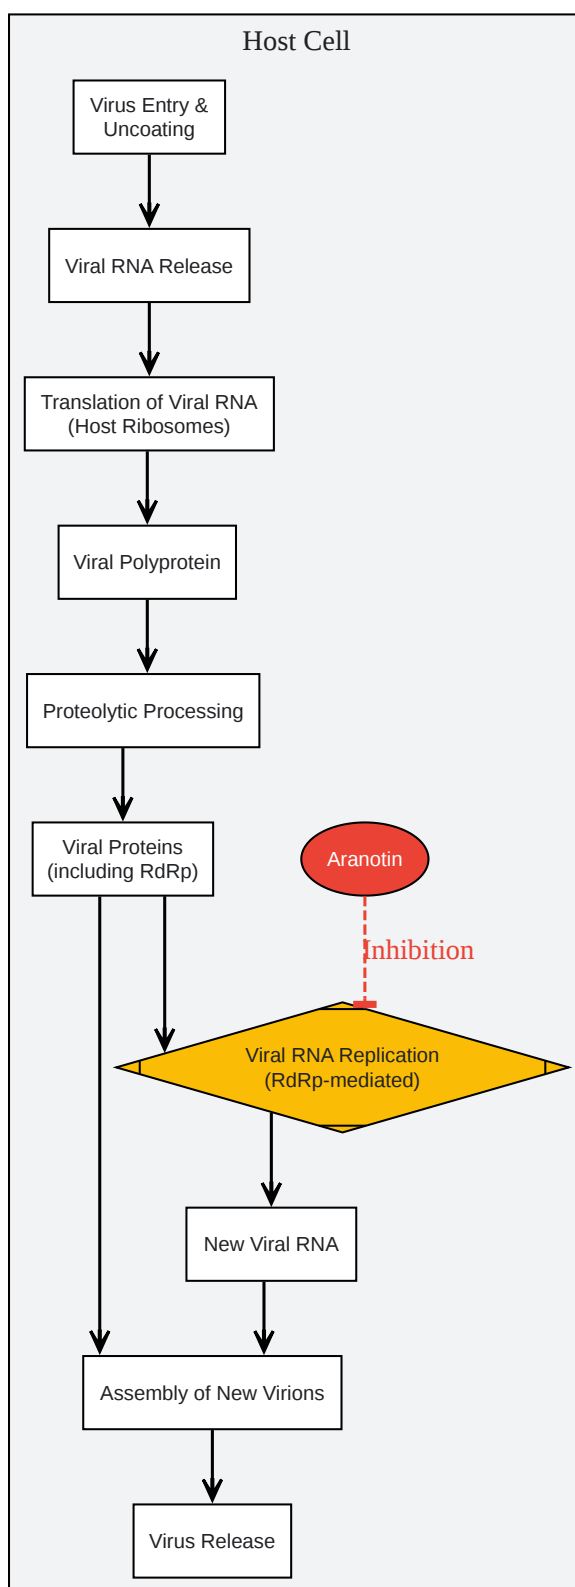 Host Cell
Virus Entry &
Uncoating
Viral RNA Release
Translation of Viral RNA
(Host Ribosomes)
Viral Polyprotein
Proteolytic Processing
Viral Proteins
(including RdRp)
Aranotin
Inhibition
Viral RNA Replication
(RdRp-mediated)
New Viral RNA
Assembly of New Virions
Virus Release